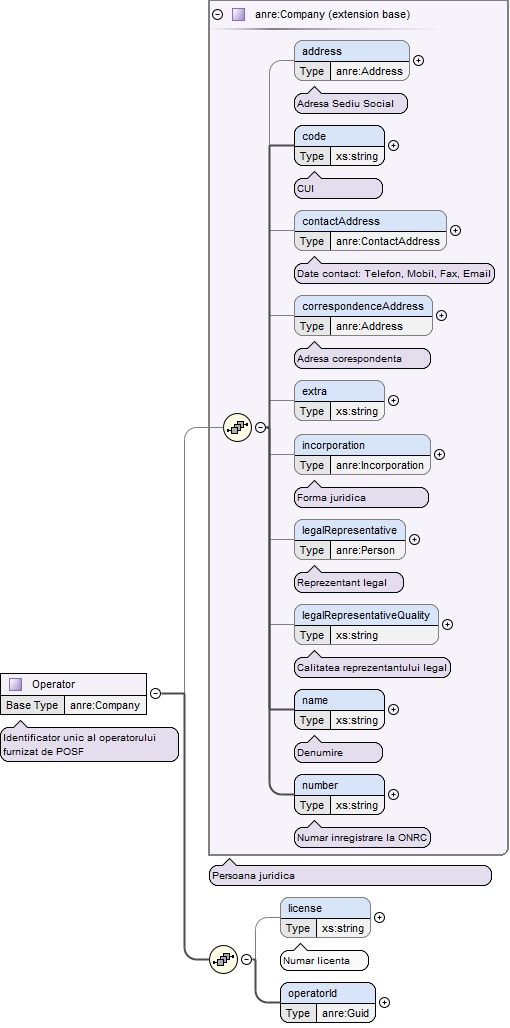 anre:Company (extension base)
address
Type anre:Address
Adresa Sediu Social
code
Type xs:string
CUI
contactAddress
Type anre:ContactAddress
Date contact: Telefon, Mobil, Fax, Email
correspondenceAddress
Type anre:Address
Adresa corespondenta
extra
Type xs:string
incorporation
Type anre:Incorporation
Forma juridica
legalRepresentative
Type anre:Person
Reprezentant legal
legalRepresentativeQuality
Type xs:string
Calitatea reprezentantului legal
name
Type xs:string
Denumire
number
Type xs:string
Numar inregistrare la ONRC
Persoana juridica
Operator
Base Type anre:Company
Identificator unic al operatorului
furnizat de POSF
license
Type xs:string
Numar licenta
operatorId
Type anre:Guid